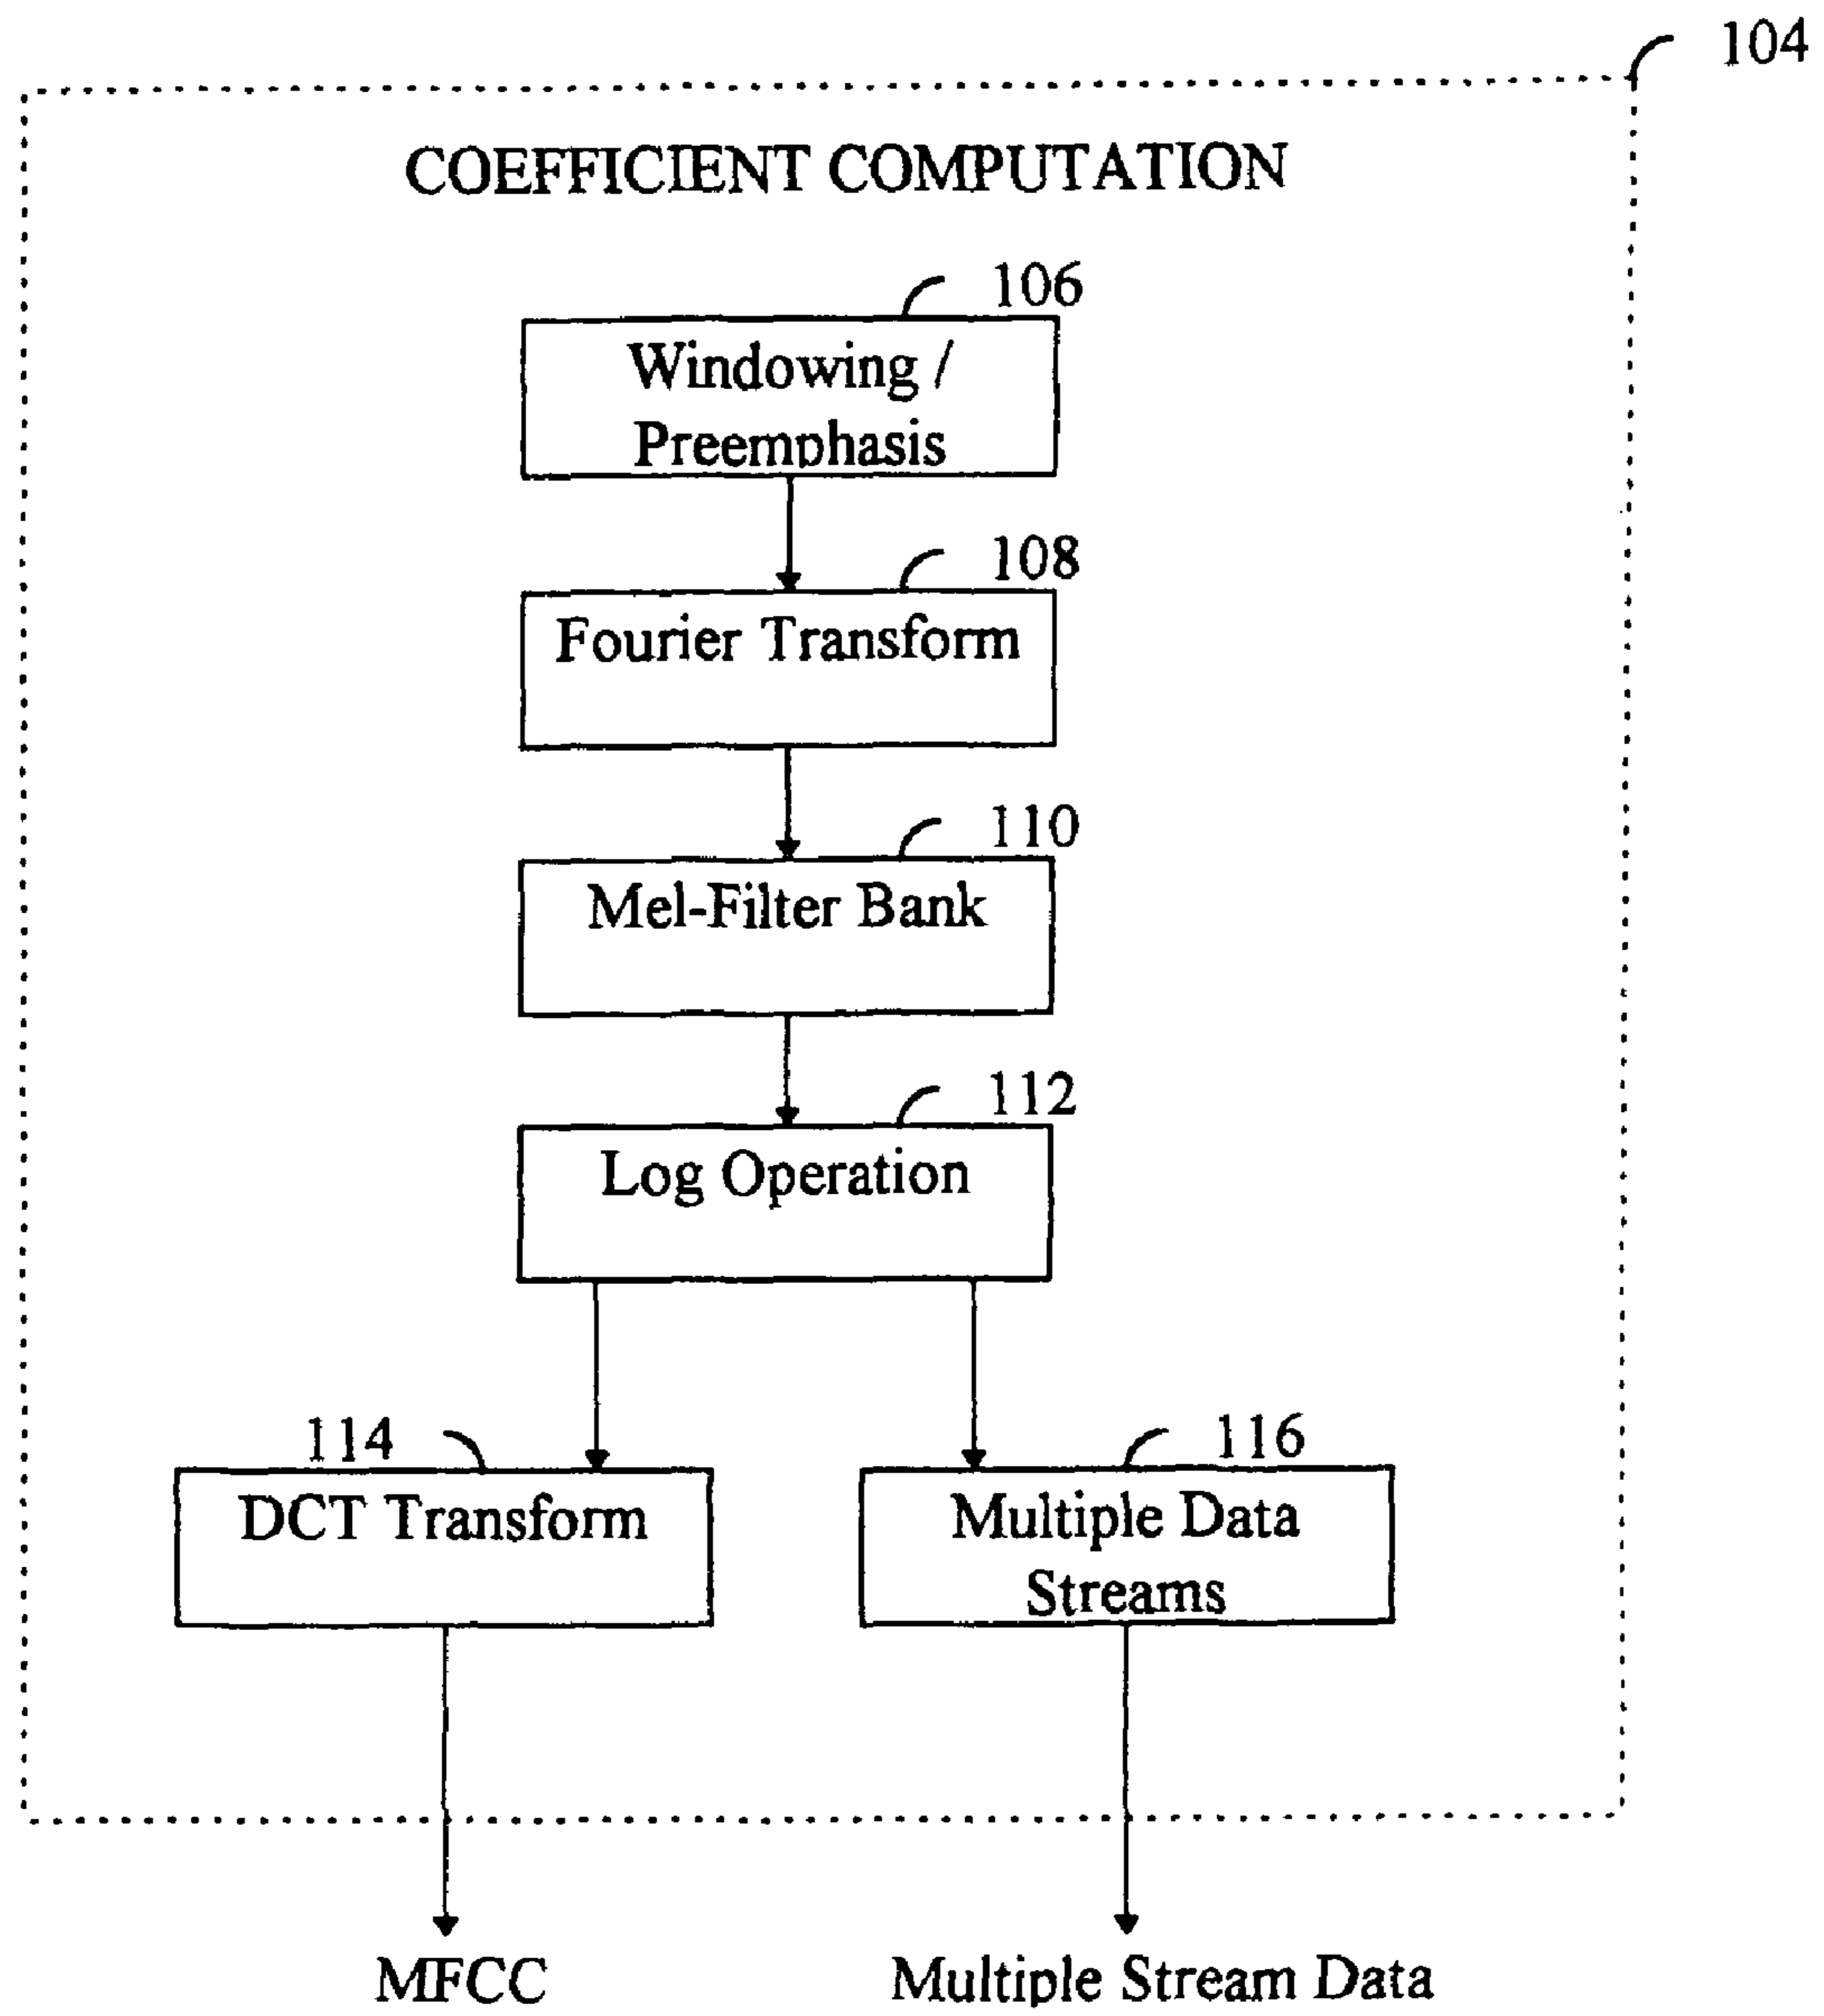 104
COEFFICIENT COMPUTATION
106
Windowing /
Preemphasis
108
Fourier Transform
110
Mel-Filter Bank
112
Log Operation
114
116
DCT Transform
Multiple Data
Streams
MFCC
Multiple Stream Data